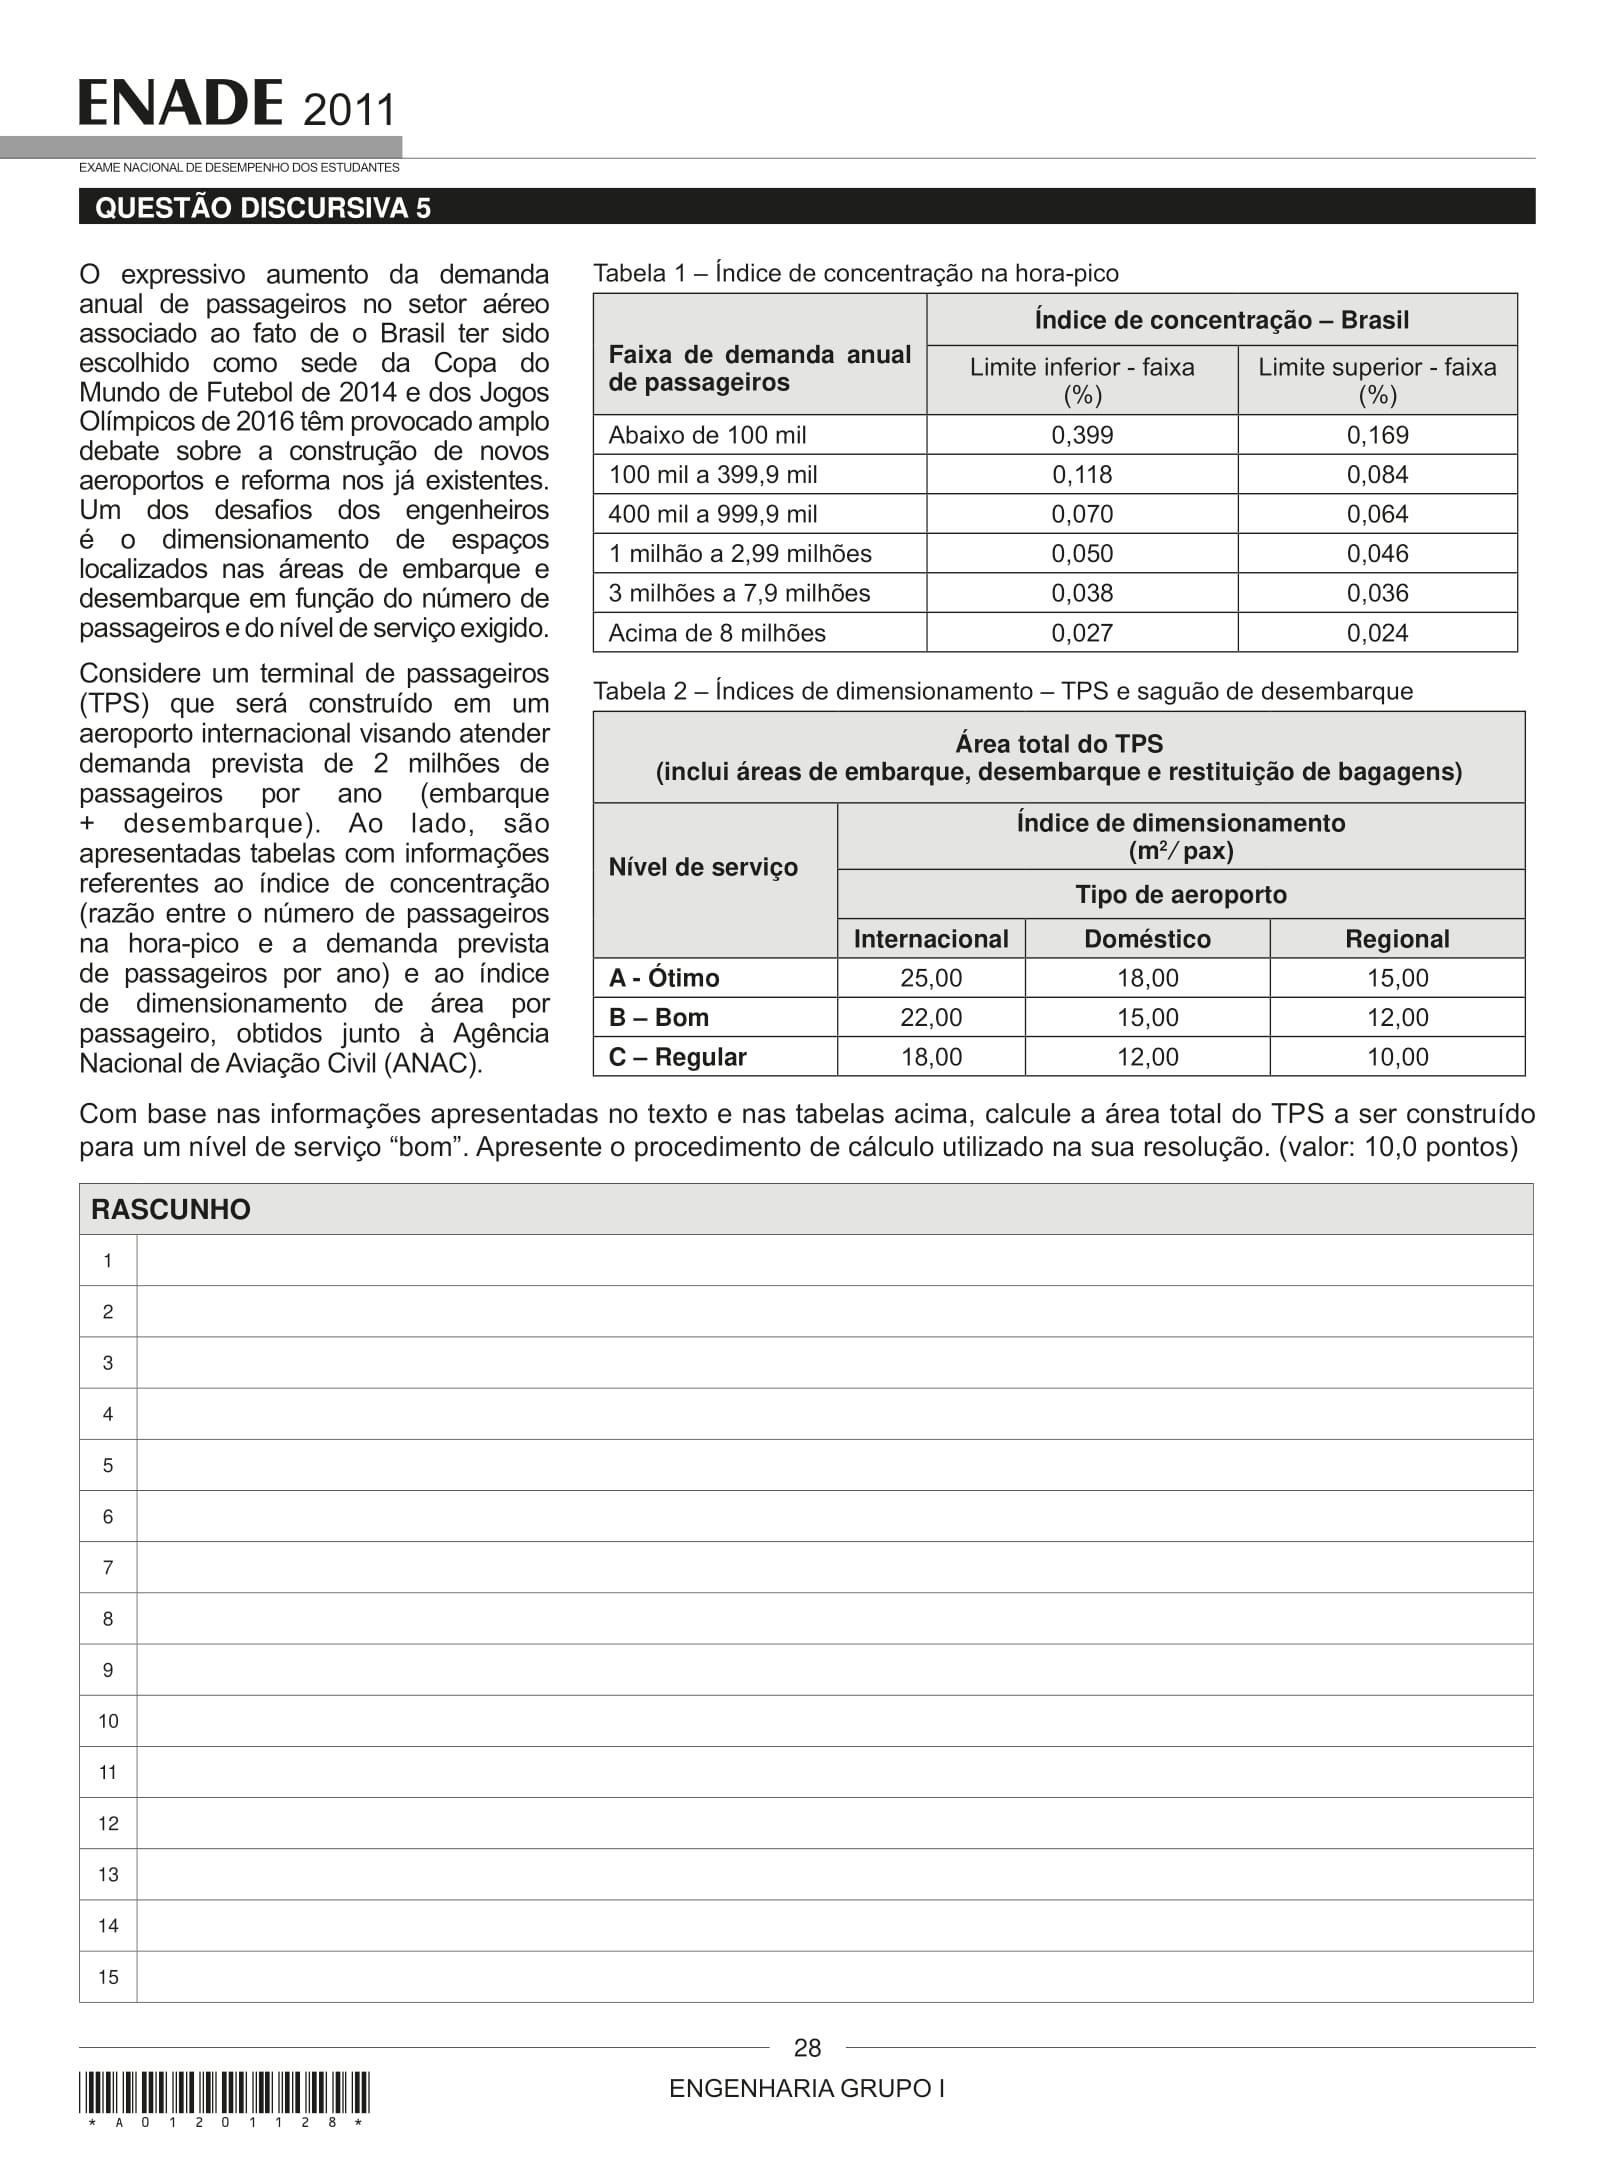 ENADE 2011
EXAME NACIONAL DE DESEMPENHO DOS ESTUDANTES
QUESTÃO DISCURSIVA 5
O expressivo aumento da demanda
anual de passageiros no setor aéreo
associado ao fato de o Brasil ter sido
escolhido como sede da Copa do
Mundo de Futebol de 2014 e dos Jogos
Olímpicos de 2016 têm provocado amplo
debate sobre a construção de novos
aeroportos e reforma nos já existentes.
Um dos desafios dos engenheiros
é o dimensionamento de espaços
localizados nas áreas de embarque e
desembarque em função do número de
passageiros e do nível de serviço exigido.
Considere um terminal de passageiros
(TPS) que será construído em um
aeroporto internacional visando atender
demanda prevista de 2 milhões de
passageiros por ano (embarque
+ desembarque). Ao lado, são
apresentadas tabelas com informações
referentes ao índice de concentração
(razão entre o número de passageiros
na hora-pico e a demanda prevista
de passageiros por ano) e ao índice
de dimensionamento de área por
passageiro, obtidos junto à Agência
Nacional de Aviação Civil (ANAC).
Tabela 1 – Índice de concentração na hora-pico
Faixa de demanda anual
de passageiros
Índice de concentração – Brasil
Limite inferior - faixa
(%)
Limite superior - faixa
(%)
Abaixo de 100 mil 0,399 0,169
100 mil a 399,9 mil 0,118 0,084
400 mil a 999,9 mil 0,070 0,064
1 milhão a 2,99 milhões 0,050 0,046
3 milhões a 7,9 milhões 0,038 0,036
Acima de 8 milhões 0,027 0,024
Tabela 2 – Índices de dimensionamento – TPS e saguão de desembarque
Área total do TPS
(inclui áreas de embarque, desembarque e restituição de bagagens)
Nível de serviço
Índice de dimensionamento
(m²/ pax)
Tipo de aeroporto
Internacional Doméstico Regional
A - Ótimo 25,00 18,00 15,00
B – Bom 22,00 15,00 12,00
C – Regular 18,00 12,00 10,00
Com base nas informações apresentadas no texto e nas tabelas acima, calcule a área total do TPS a ser construído
para um nível de serviço “bom”. Apresente o procedimento de cálculo utilizado na sua resolução. (valor: 10,0 pontos)
RASCUNHO
1
2
3
4
5
6
7
8
9
10
11
12
13
14
15
28
ENGENHARIA GRUPO I
* A 0 1 2 0 1 1 2 8 *